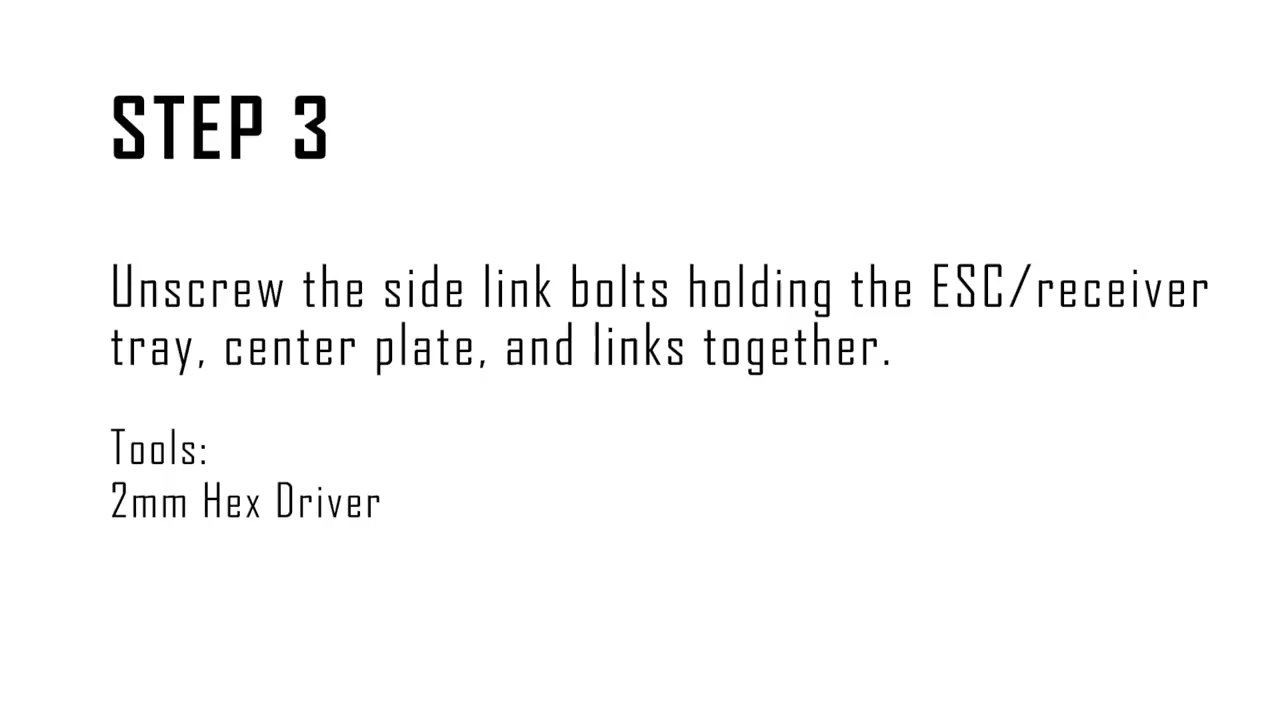 STEP 3
Unscrew the side link bolts holding the ESC/receiver
tray, center plate, and links together.
Tools:
2mm Hex Driver